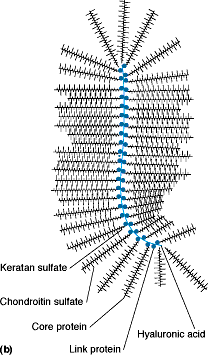 Keratan sulfate
Chondroitin sulfate
Core protein
Hyaluronic acid
(b)
Link protein